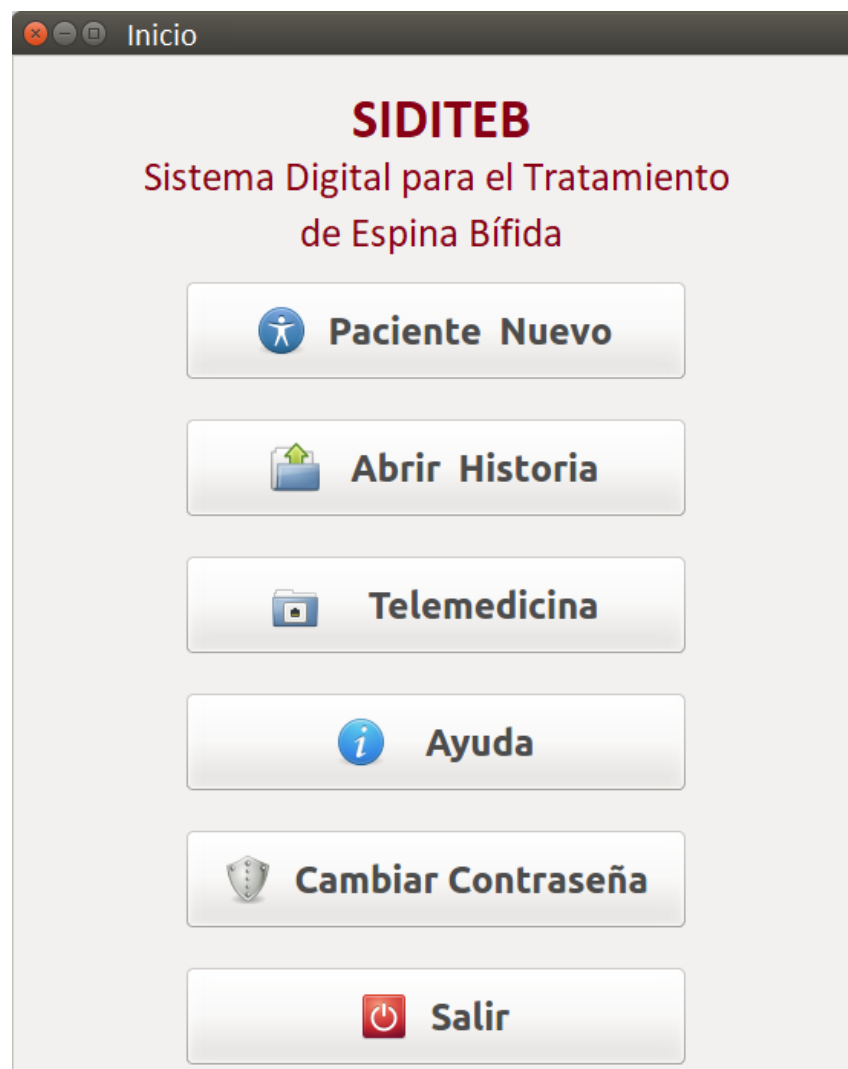 Inicio
SIDITEB
Sistema Digital para el Tratamiento
de Espina Bífida
Paciente Nuevo
Abrir Historia
Telemedicina
Ayuda
Cambiar Contraseña
Salir